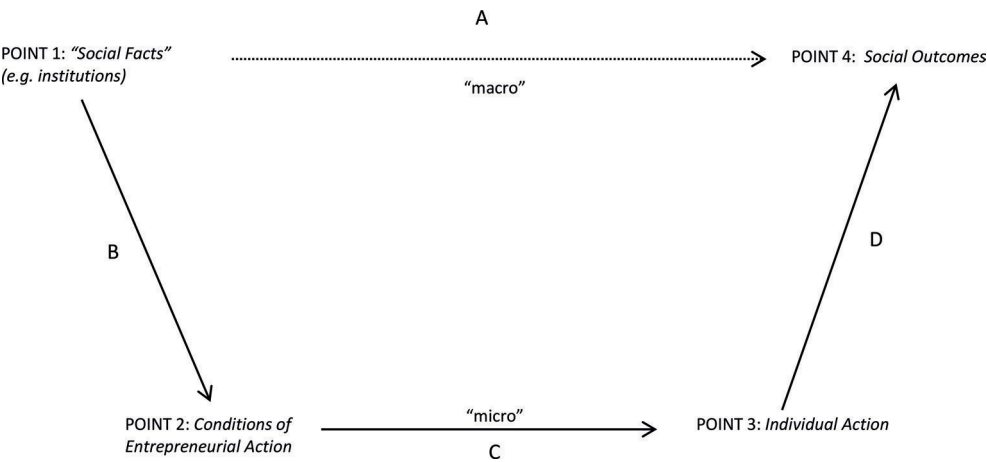 A
POINT 1: “Social Facts”
(e.g. institutions)
POINT 4: Social Outcomes
“macro”
B
D
POINT 2: Conditions of
Entrepreneurial Action
“micro”
C
POINT 3: Individual Action